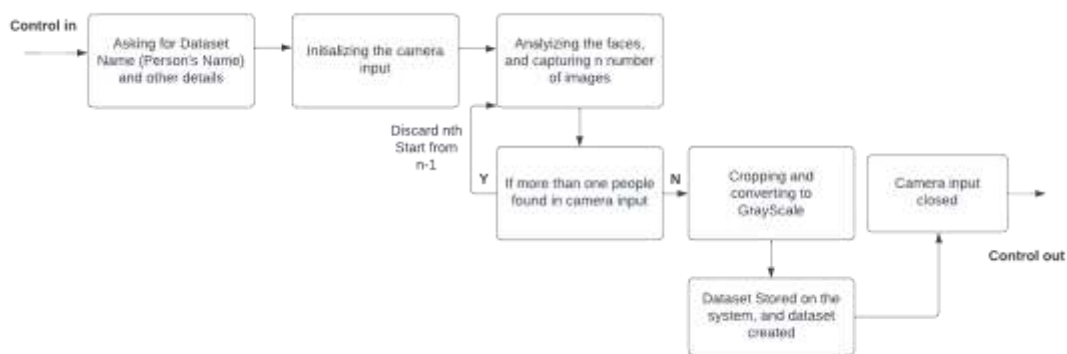 Control in
Asking for Dataset
Name (Person's Name)
and other details
Initializing the camera
input
Analyizing the faces,
and capturing n number
of images
Discard nth
Start from
n-1
Y
If more than one people
found in camera input
N
Cropping and
converting to
GrayScale
Camera input
closed
Control out
Dataset Stored on the
system, and dataset
created